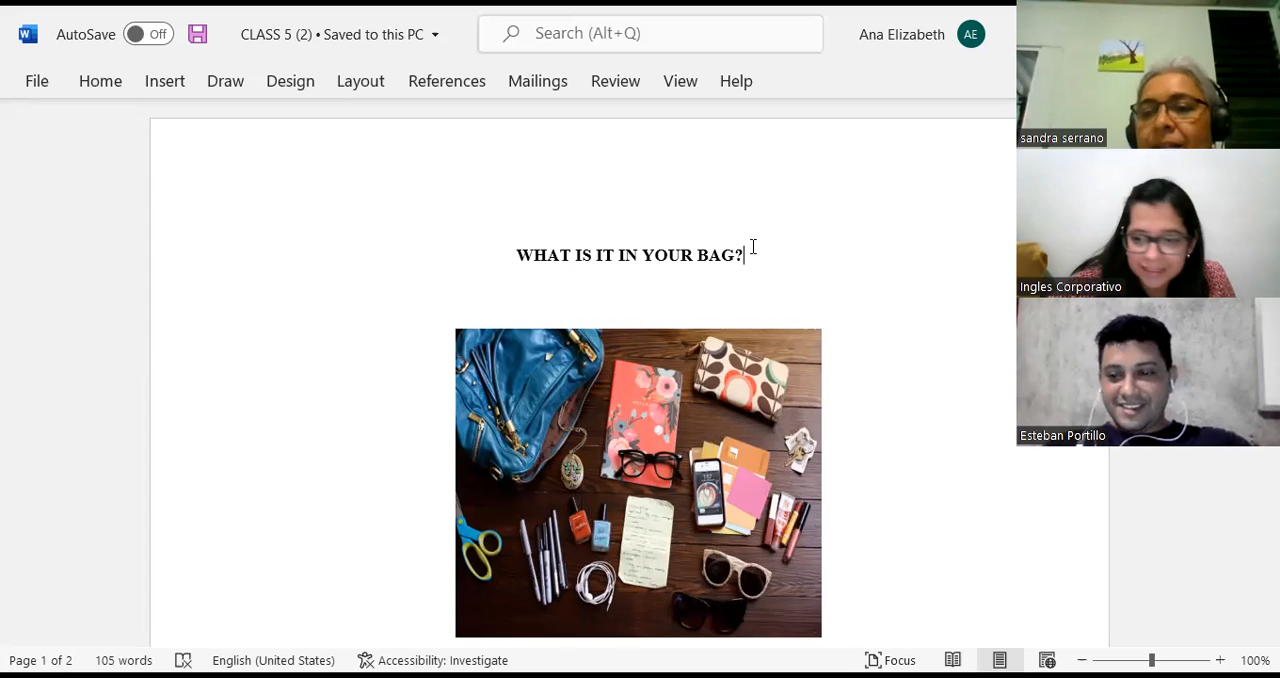 AutoSave Off CLASS 5 (2) • Saved to this PC Search (Alt+Q) Ana Elizabeth AE
File Home Insert Draw Design Layout References Mailings Review View Help
WHAT IS IT IN YOUR BAG?
sandra serrano
Ingles Corporativo
Esteban Portillo
Page 1 of 2 105 words English (United States) Accessibility: Investigate Focus 100%